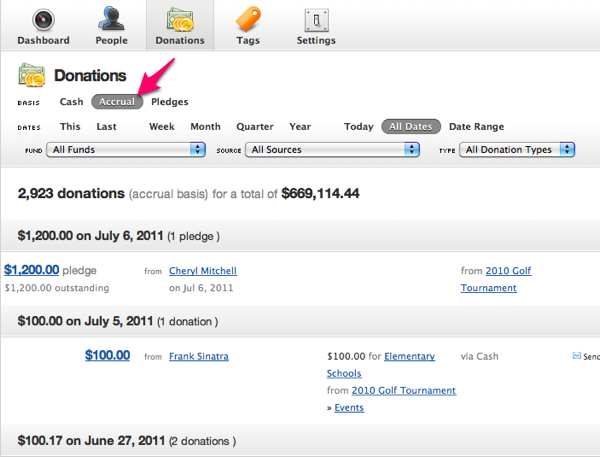 Dashboard People Donations Tags Settings
Donations
BASIS Cash Accrual Pledges
DATES This Last Week Month Quarter Year Today All Dates Date Range
FUND All Funds SOURCE All Sources TYPE All Donation Types
2,923 donations (accrual basis) for a total of $669,114.44
$1,200.00 on July 6, 2011 (1 pledge )
$1,200.00 pledge from Cheryl Mitchell from 2010 Golf
$1,200.00 outstanding on Jul 6, 2011 Tournament
$100.00 on July 5, 2011 (1 donation )
$100.00 from Frank Sinatra $100.00 for Elementary via Cash Send
Schools
from 2010 Golf Tournament
» Events
$100.17 on June 27, 2011 (2 donations )